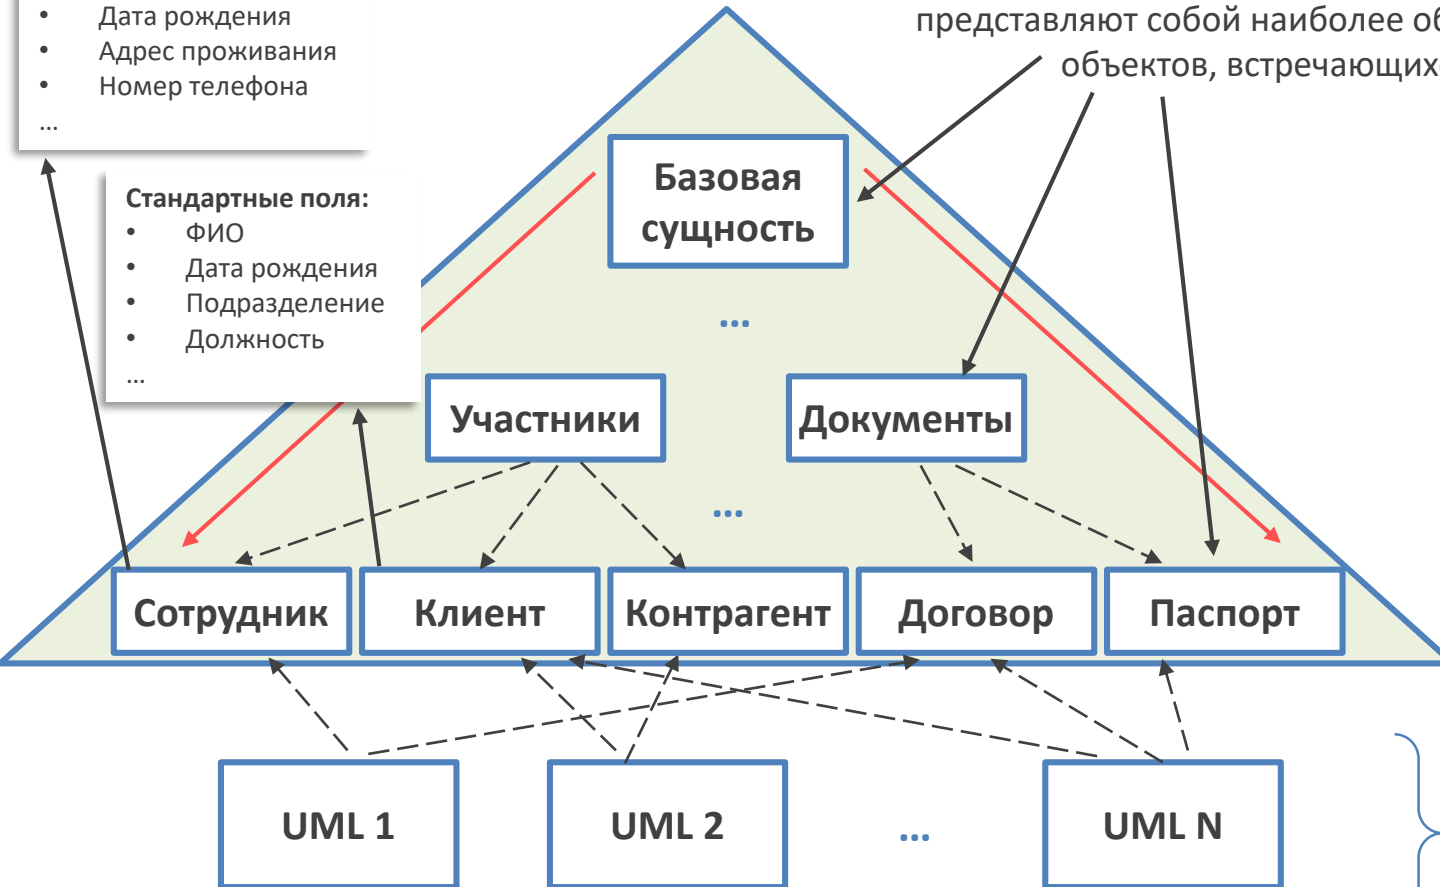 • Дата рождения
• Адрес проживания
• Номер телефона
...
представляют собой наиболее об
объектов, встречающихс
Стандартные поля:
• ФИО
• Дата рождения
• Подразделение
• Должность
...
Базовая
сущность
...
Участники
Документы
...
Сотрудник
Клиент
Контрагент
Договор
Паспорт
UML 1
UML 2
...
UML N